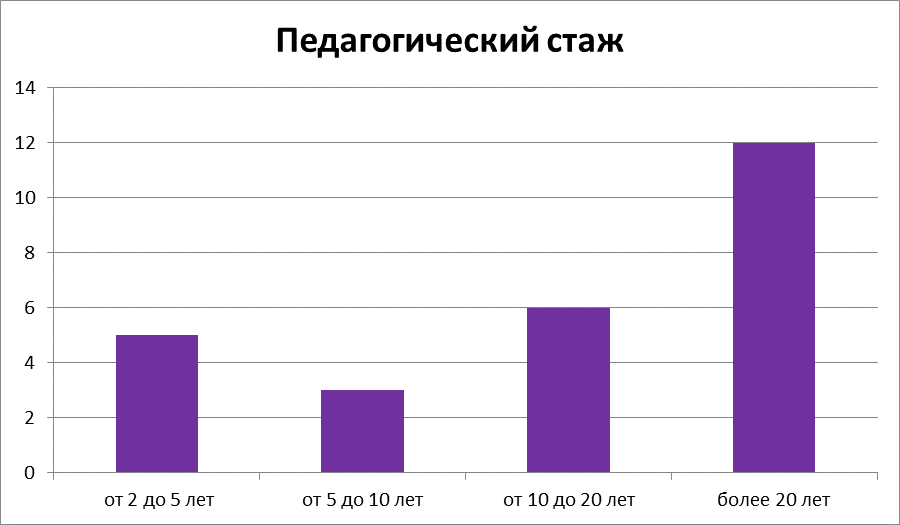 Педагогический стаж
14
12
10
8
6
4
2
0
от 2 до 5 лет
от 5 до 10 лет
от 10 до 20 лет
более 20 лет